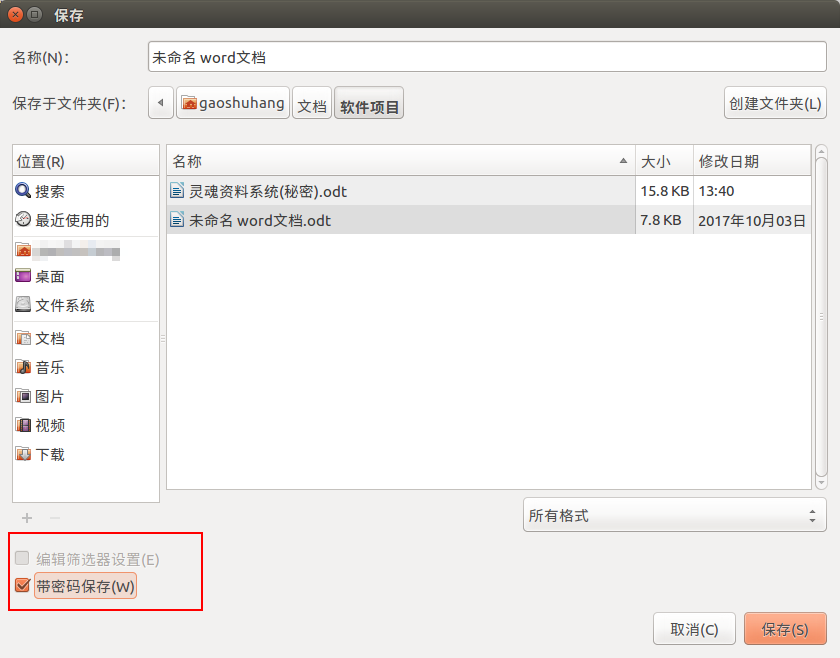 保存
名称(N)：
未命名 word文档
保存于文件夹(F)：
gaoshuhang
文档
软件项目
创建文件夹(L)
位置(R)
名称
大小
修改日期
搜索
灵魂资料系统(秘密).odt
15.8 KB
13:40
最近使用的
未命名 word文档.odt
7.8 KB
2017年10月03日
桌面
文件系统
文档
音乐
图片
视频
下载
所有格式
编辑筛选器设置(E)
带密码保存(W)
取消(C)
保存(S)